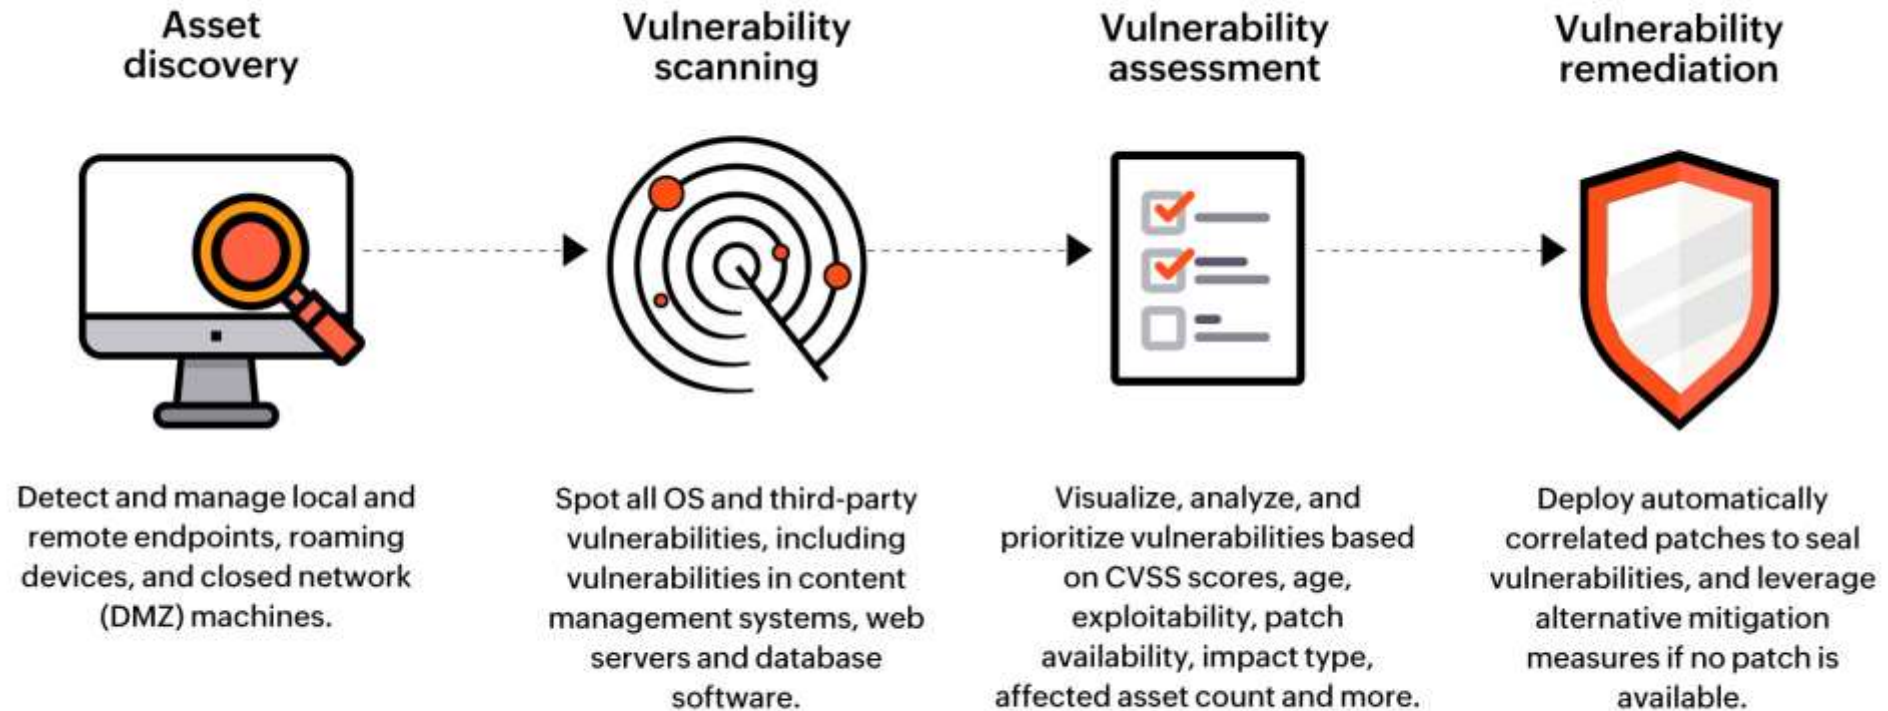 Asset
discovery
Detect and manage local and
remote endpoints, roaming
devices, and closed network
(DMZ) machines.
Vulnerability
scanning
Spot all OS and third-party
vulnerabilities, including
vulnerabilities in content
management systems, web
servers and database
software.
Vulnerability
assessment
Visualize, analyze, and
prioritize vulnerabilities based
on CVSS scores, age,
exploitability, patch
availability, impact type,
affected asset count and more.
Vulnerability
remediation
Deploy automatically
correlated patches to seal
vulnerabilities, and leverage
alternative mitigation
measures if no patch is
available.